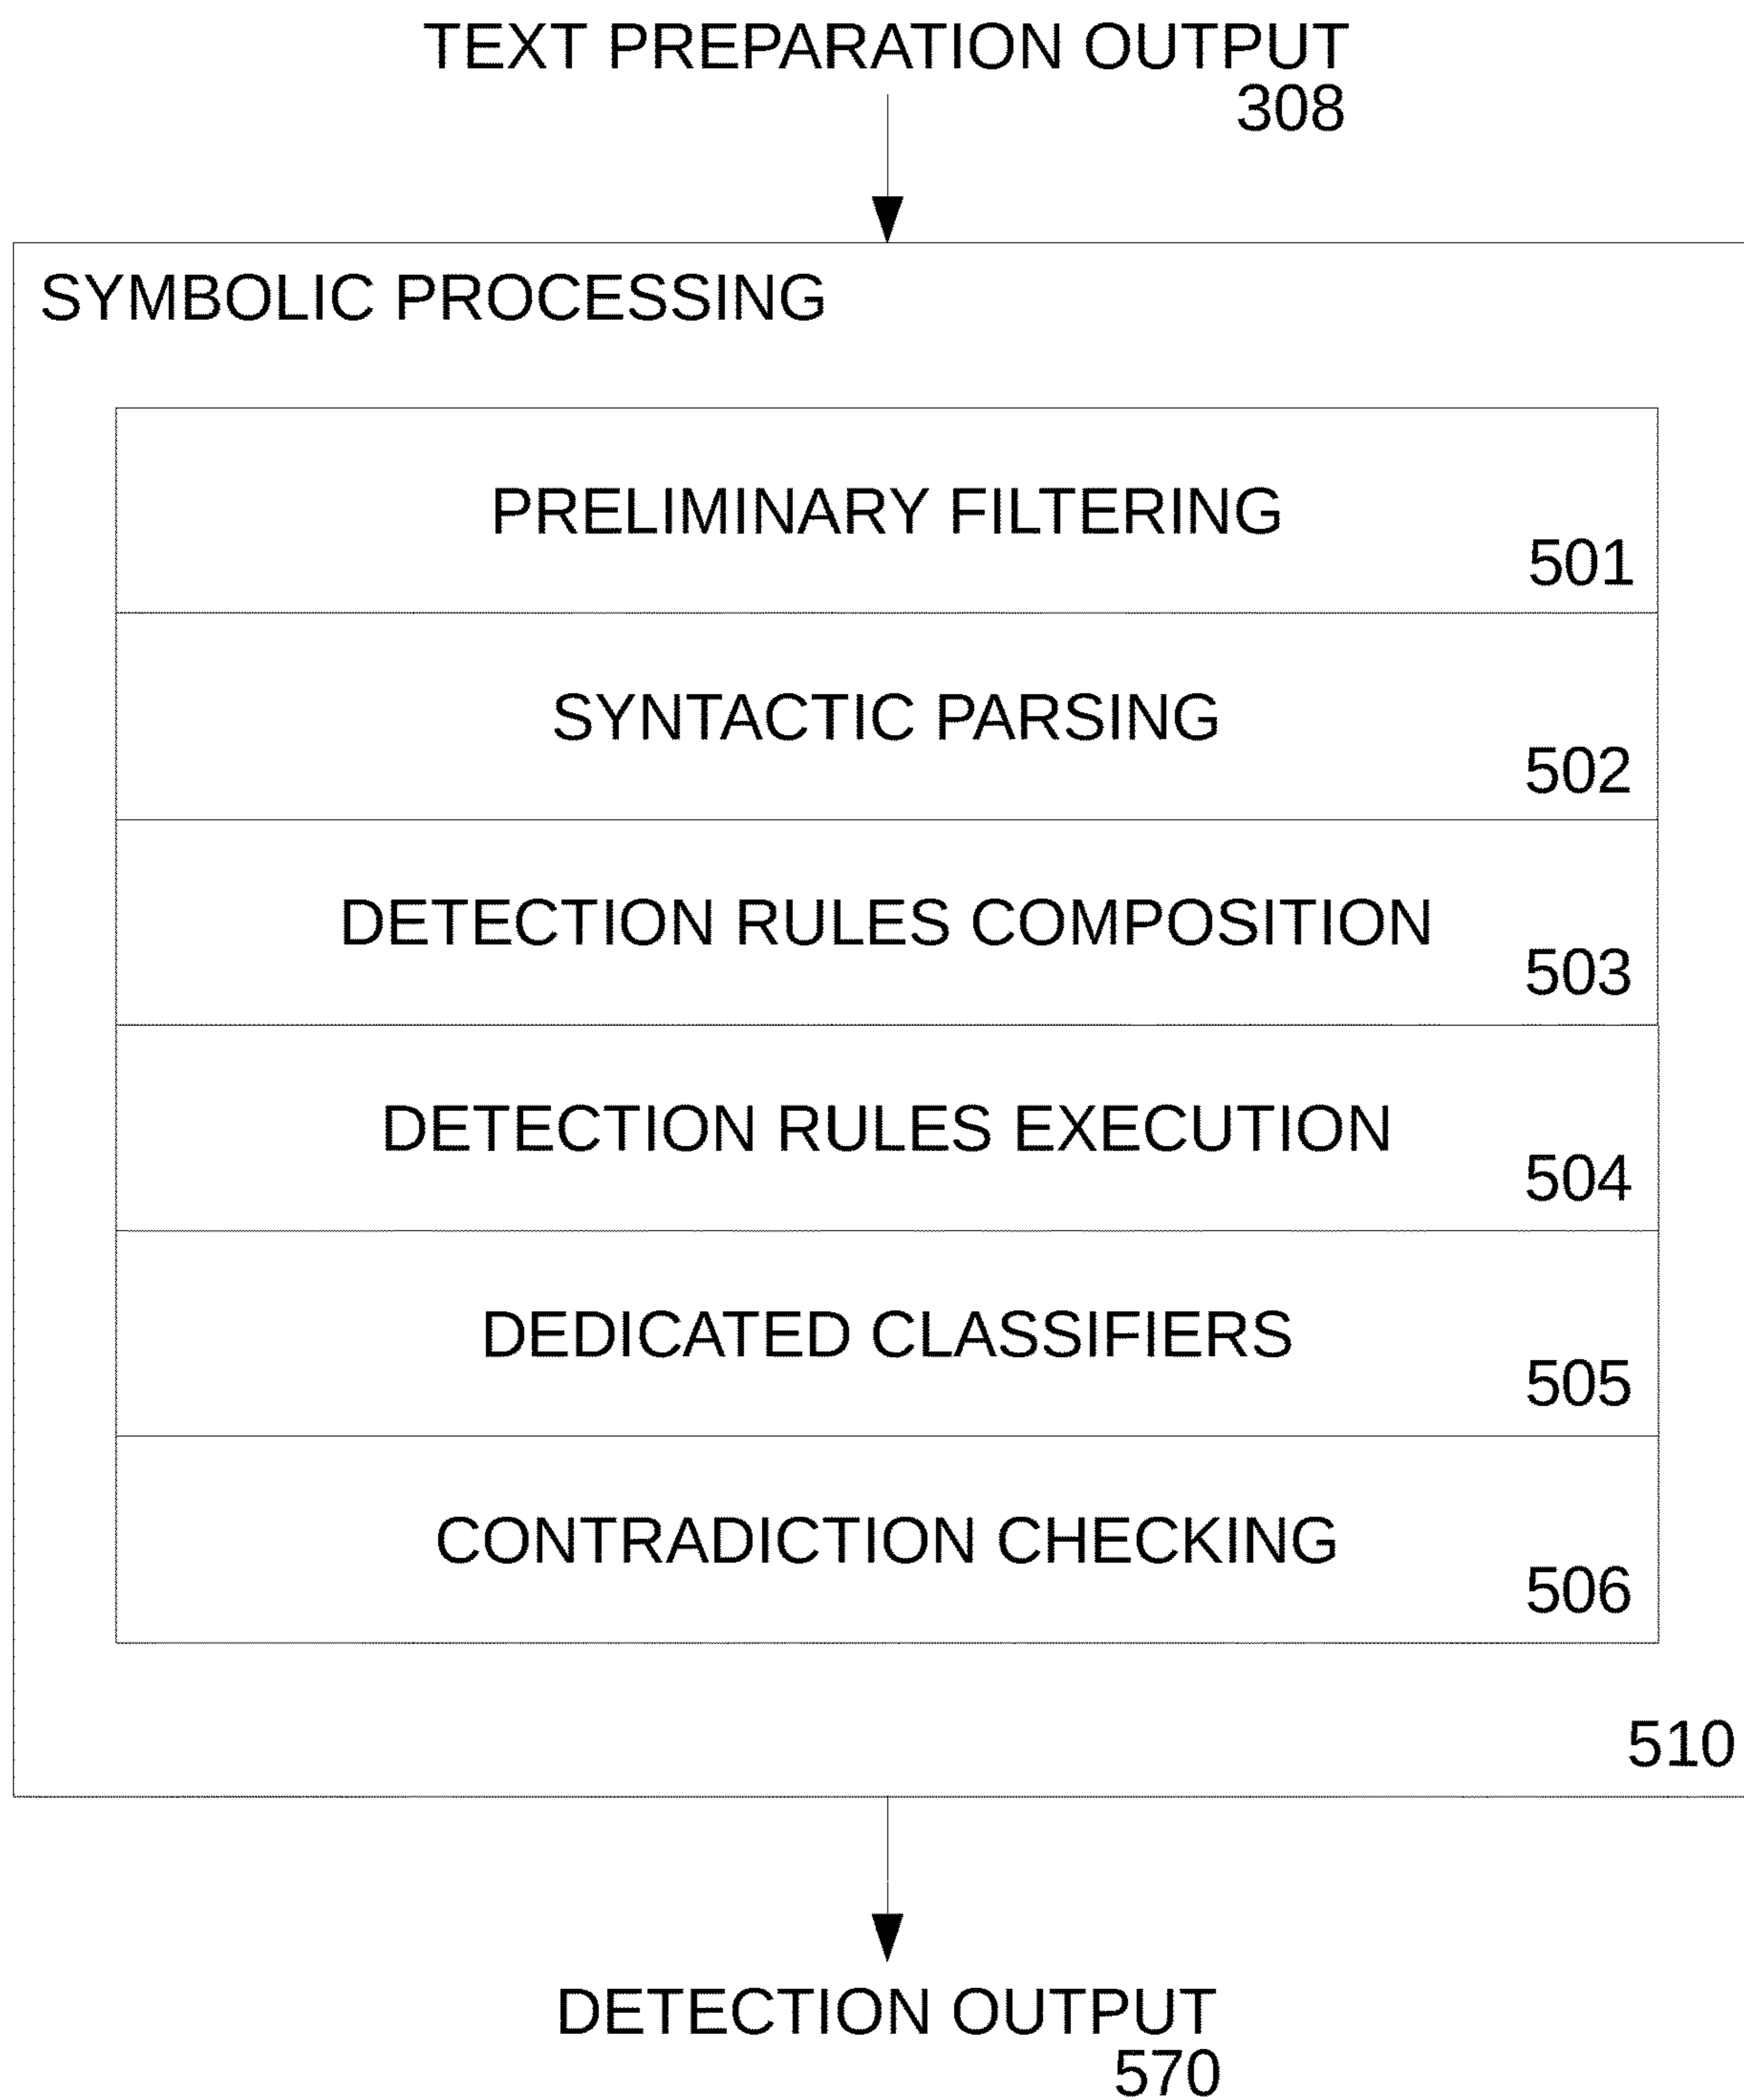 TEXT PREPARATION OUTPUT
308
SYMBOLIC PROCESSING
PRELIMINARY FILTERING
501
SYNTACTIC PARSING
502
DETECTION RULES COMPOSITION
503
DETECTION RULES EXECUTION
504
DEDICATED CLASSIFIERS
505
CONTRADICTION CHECKING
506
510
DETECTION OUTPUT
570